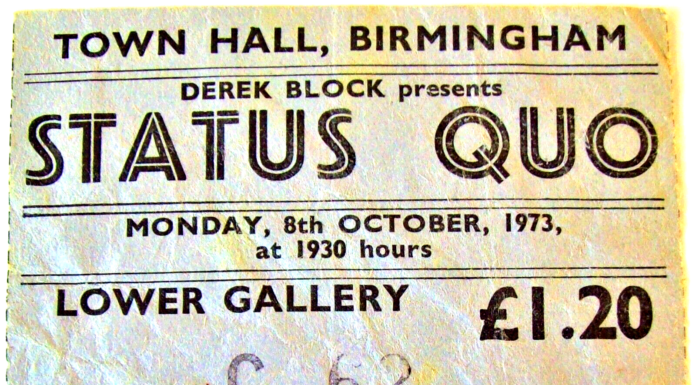 TOWN HALL, BIRMINGHAM
DEREK BLOCK presents
STATUS QUO
MONDAY, 8th OCTOBER, 1973,
at 1930 hours
LOWER GALLERY
£1.20